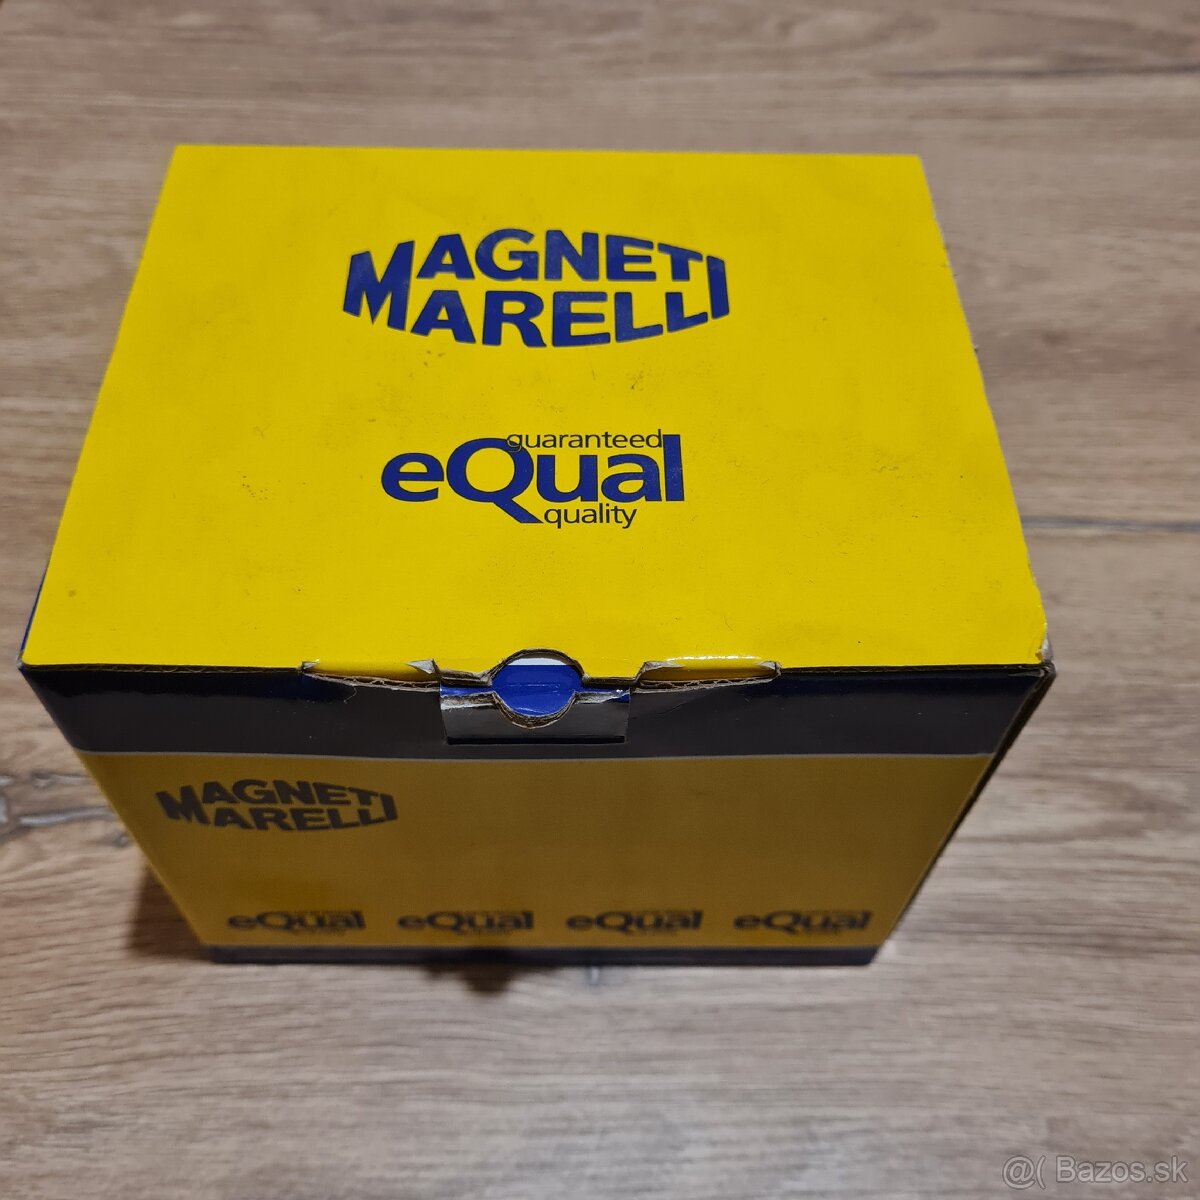 MAGNETI
MARELLI
guaranteed
eQual
quality
MAGNETI
MARELLI
eQual eQual eQual eQual
@( Bazos.sk